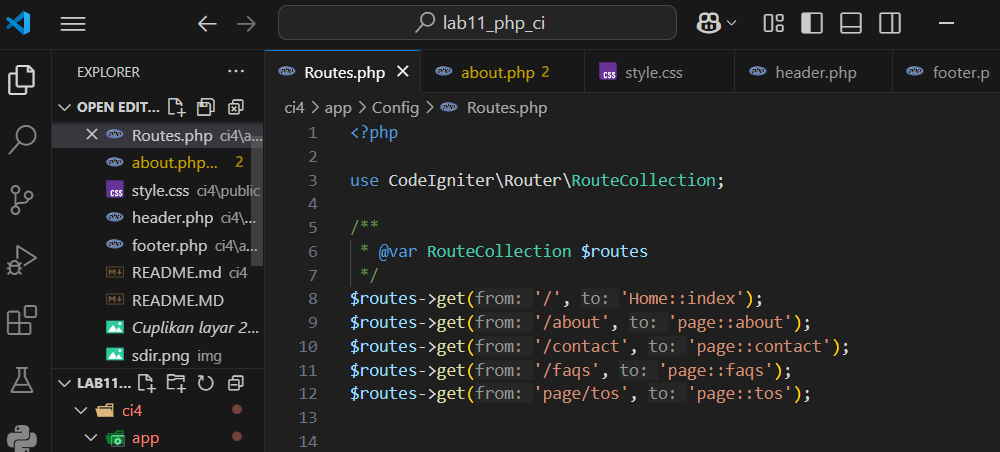 lab11_php_ci
EXPLORER ...
OPEN EDIT...
Routes.php ci4\a...
about.php... 2
style.css ci4\public
header.php ci4\...
footer.php ci4\a...
README.md ci4
README.MD
Cuplikan layar 2...
sdir.png img
LAB11...
ci4
app
Routes.php about.php 2 style.css header.php footer.p
ci4 > app > Config > Routes.php
1 <?php
2
3 use CodeIgniter\Router\RouteCollection;
4
5 /**
6 * @var RouteCollection $routes
7 */
8 $routes->get(from: '/', to: 'Home::index');
9 $routes->get(from: '/about', to: 'page::about');
10 $routes->get(from: '/contact', to: 'page::contact');
11 $routes->get(from: '/faqs', to: 'page::faqs');
12 $routes->get(from: 'page/tos', to: 'page::tos');
13
14